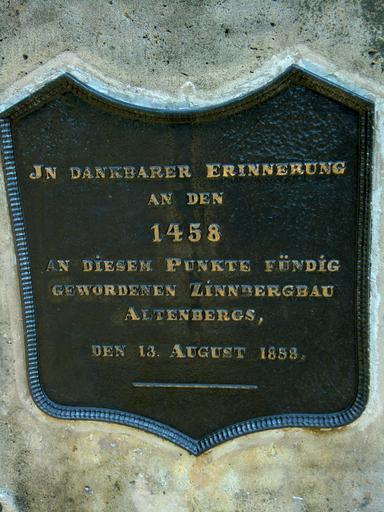 JN DANKBARER ERINNERUNG
AN DEN
1458
AN DIESEM PUNKTE FÜNDIG
GEWORDENEN ZINNBERGBAU
ALTENBERGS,
DEN 13. AUGUST 1858.